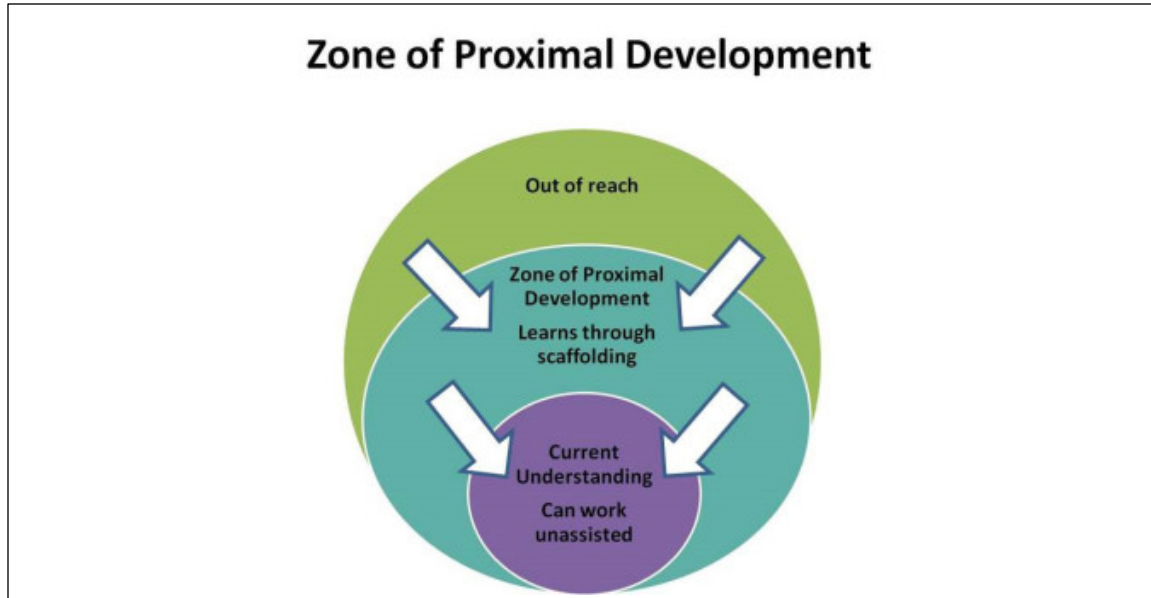 Zone of Proximal Development
Out of reach
Zone of Proximal
Development
Learns through
scaffolding
Current
Understanding
Can work
unassisted